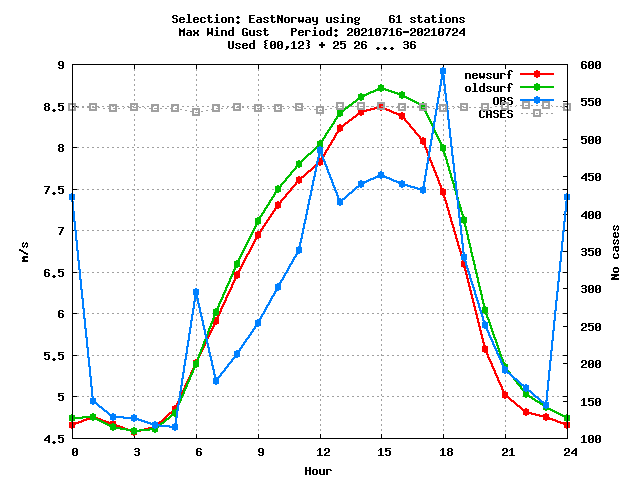 Selection: EastNorway using    61 stations
Max Wind Gust   Period: 20210716-20210724
Used {00,12} + 25 26 ... 36
newsurf
oldsurf
OBS
CASES
9
8,5
8
7,5
7
6,5
6
5,5
5
4,5
m/s
600
550
500
450
400
350
300
250
200
150
100
No cases
0 3 6 9 12 15 18 21 24
Hour